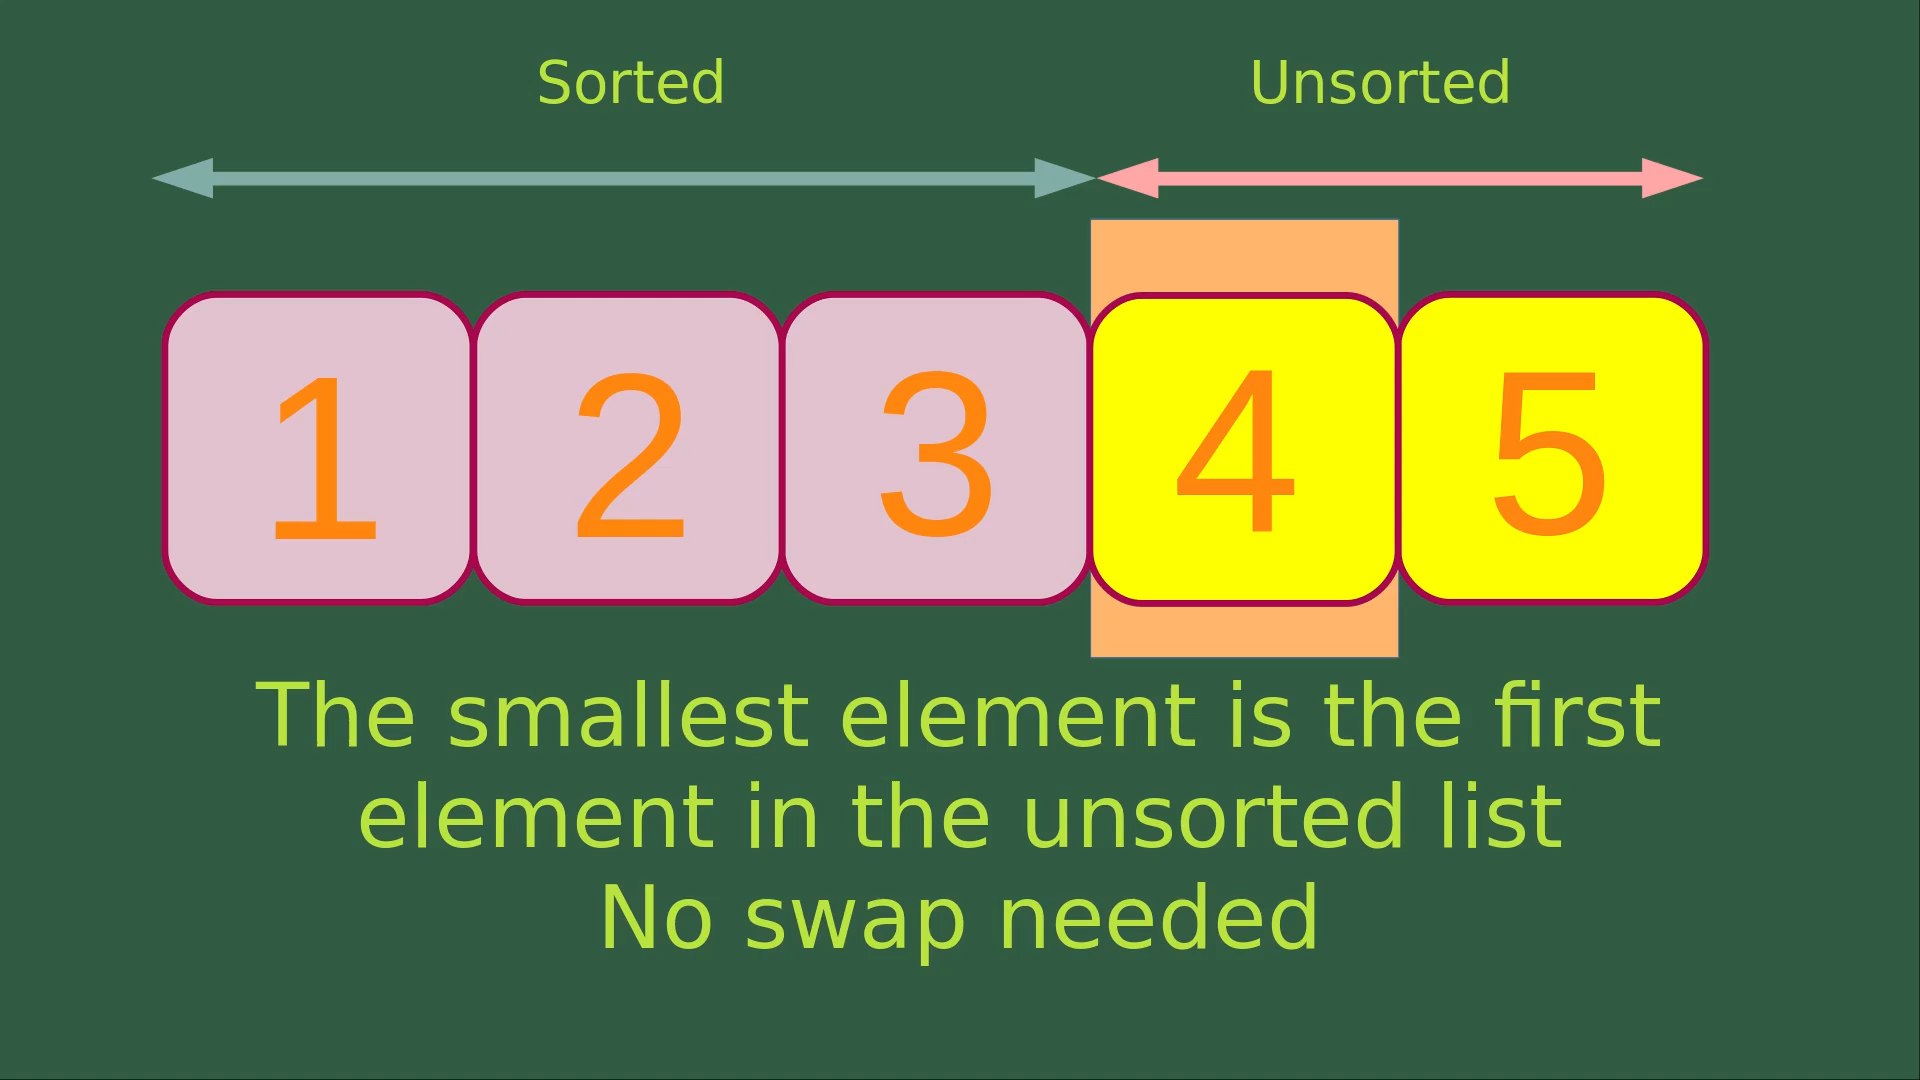 Sorted Unsorted
1 2 3 4 5
The smallest element is the first
element in the unsorted list
No swap needed